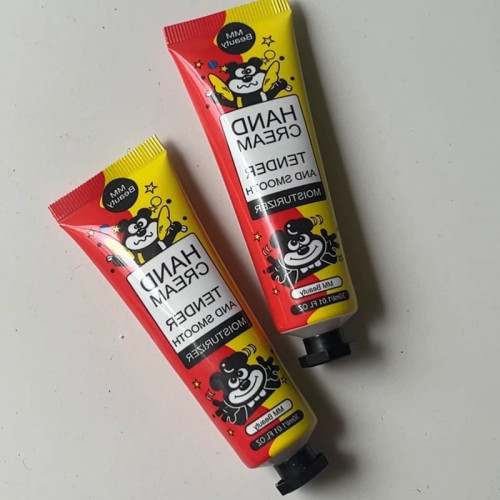 MM
Beauty
HAND
CREAM
TENDER
AND SMOOTH
MOISTURIZER
MM Beauty
30ml/1.01 FL.OZ
MM
Beauty
HAND
CREAM
TENDER
AND SMOOTH
MOISTURIZER
MM Beauty
30ml/1.01 FL.OZ